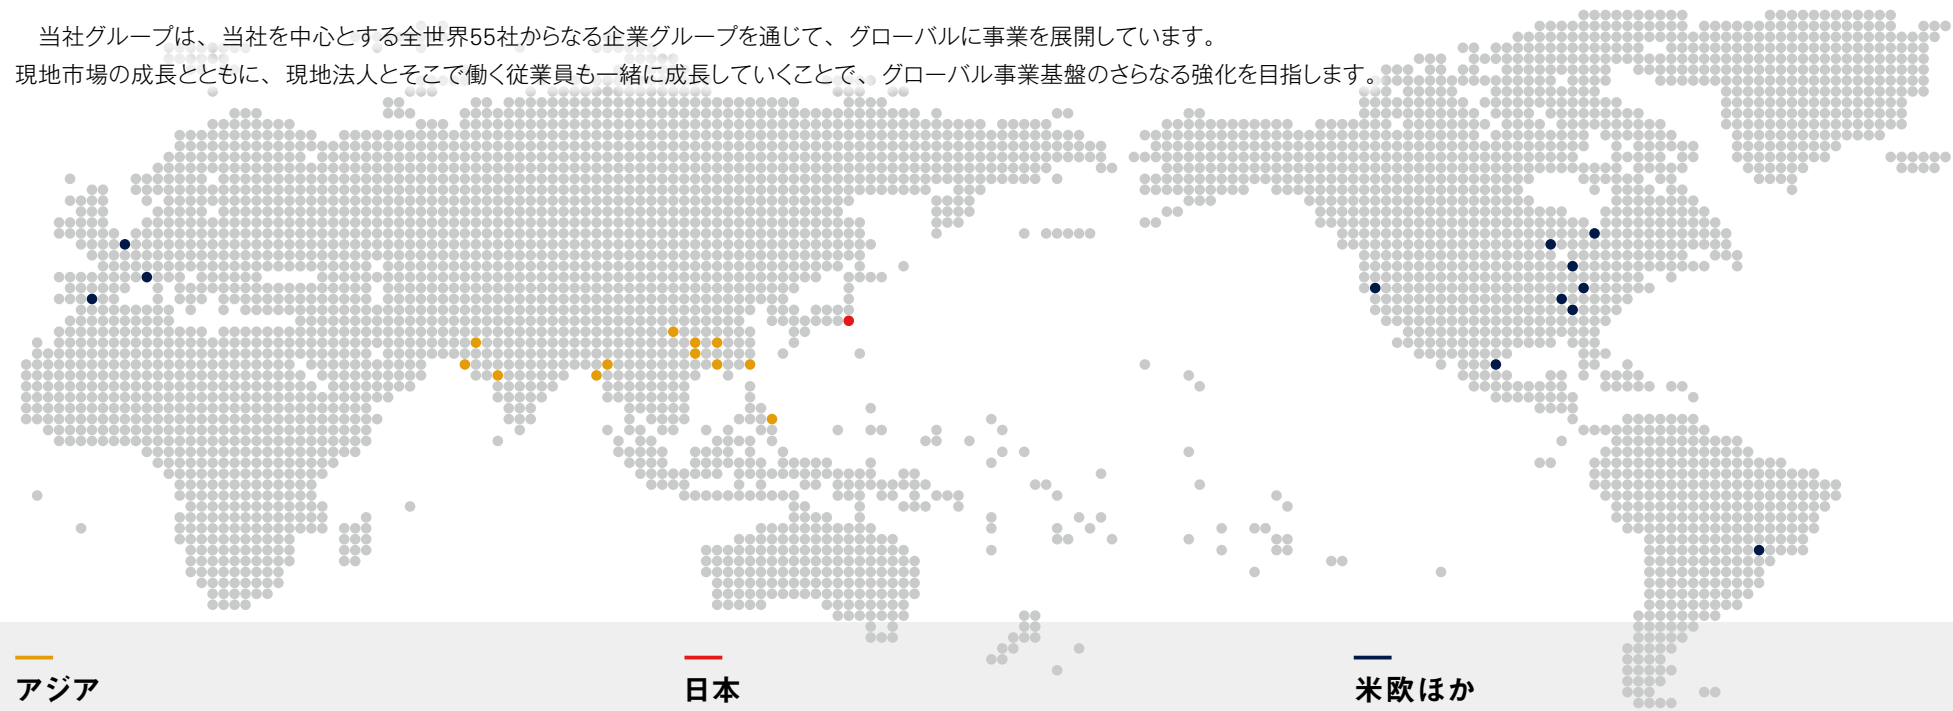 当社グループは、当社を中心とする全世界55社からなる企業グループを通じて、グローバルに事業を展開しています。
現地市場の成長とともに、現地法人とそこで働く従業員も一緒に成長していくことで、グローバル事業基盤のさらなる強化を目指します。
アジア
日本
米欧ほか